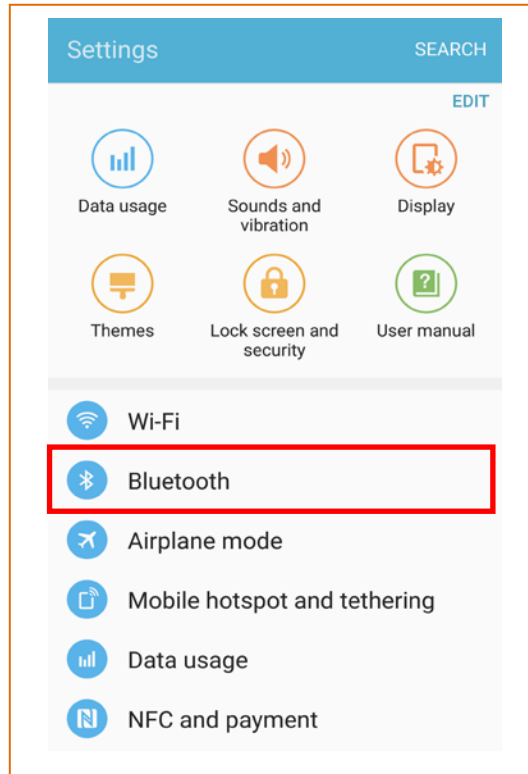 Settings SEARCH
EDIT
Data usage
Sounds and
vibration
Display
Themes
Lock screen and
security
User manual
Wi-Fi
Bluetooth
Airplane mode
Mobile hotspot and tethering
Data usage
NFC and payment